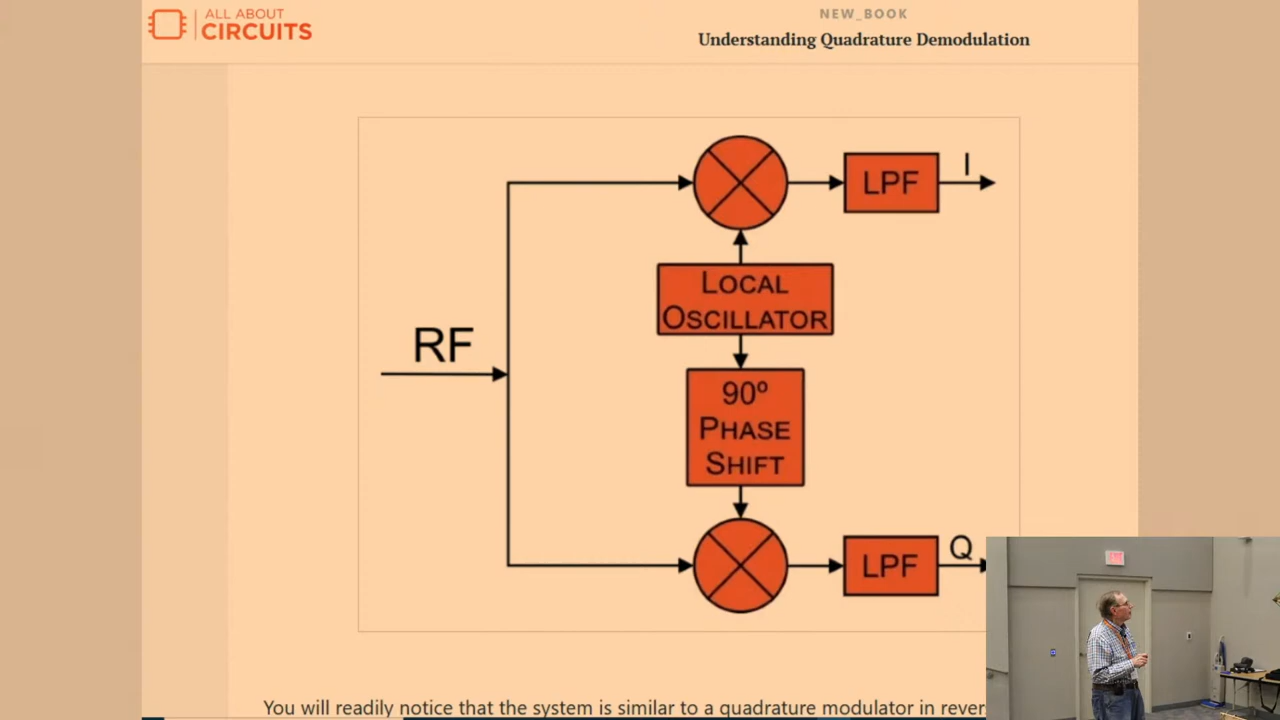 ALL ABOUT
CIRCUITS
NEW_BOOK
Understanding Quadrature Demodulation
LPF
I
LOCAL
OSCILLATOR
RF
90º
PHASE
SHIFT
LPF
Q
You will readily notice that the system is similar to a quadrature modulator in rever